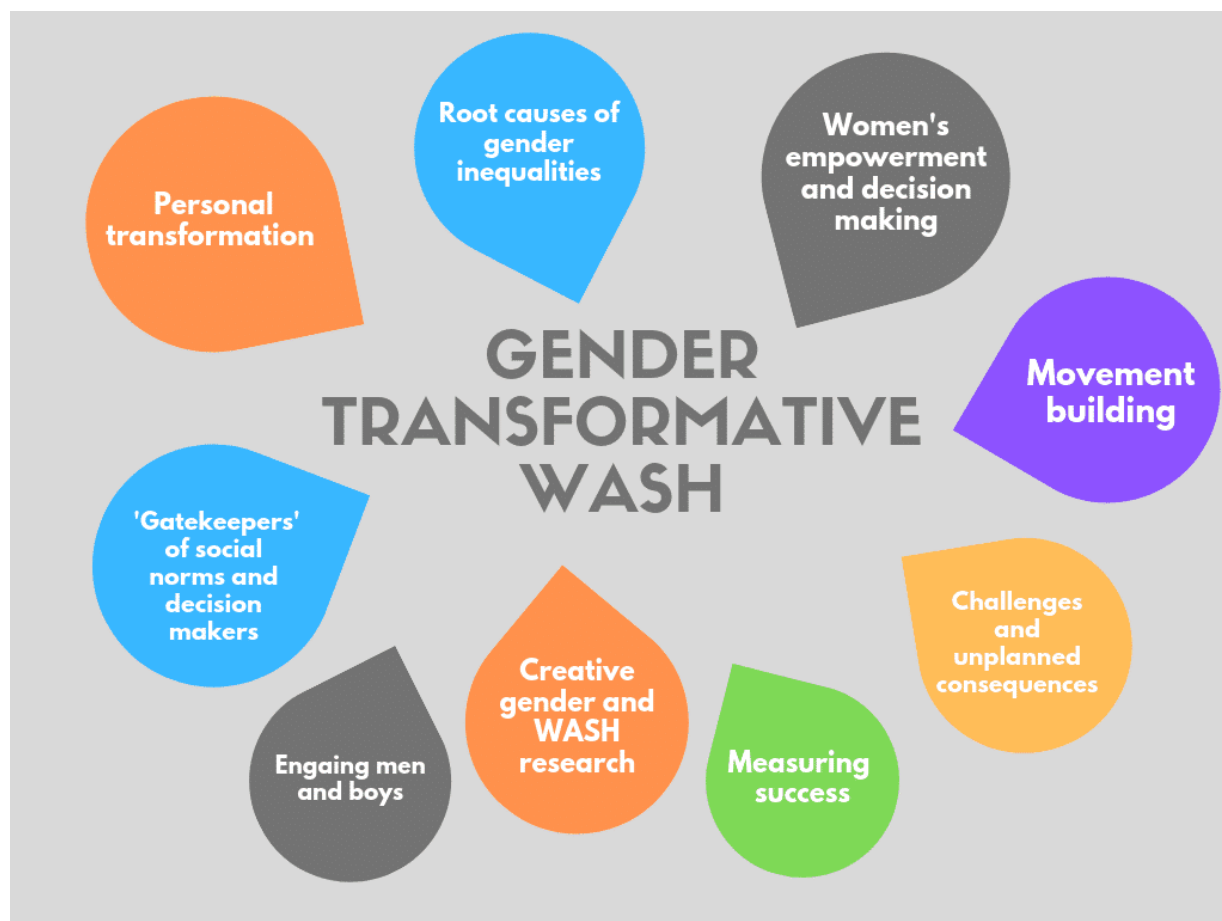 Root causes of
gender
inequalities
Women's
empowerment
and decision
making
Personal
transformation
GENDER
TRANSFORMATIVE
WASH
Movement
building
'Gatekeepers'
of social
norms and
decision
makers
Challenges
and
unplanned
consequences
Creative
gender and
WASH
research
Engaing men
and boys
Measuring
success